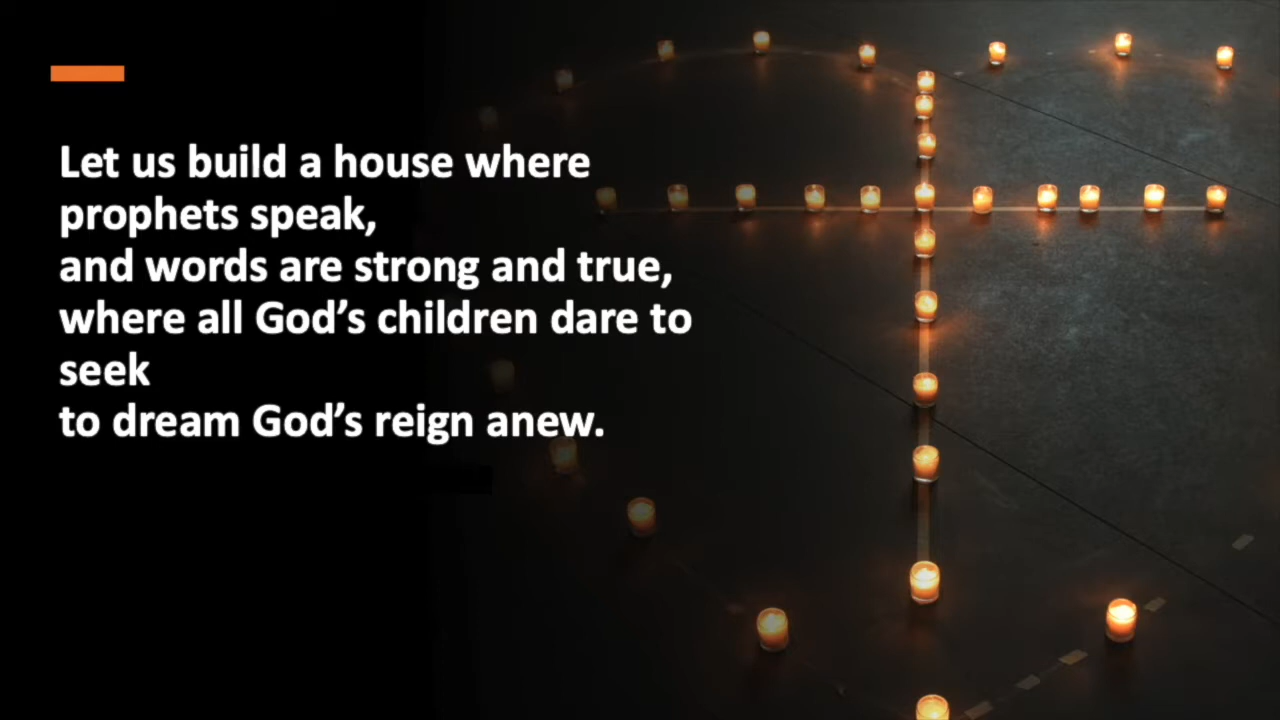 Let us build a house where
prophets speak,
and words are strong and true,
where all God’s children dare to
seek
to dream God’s reign anew.